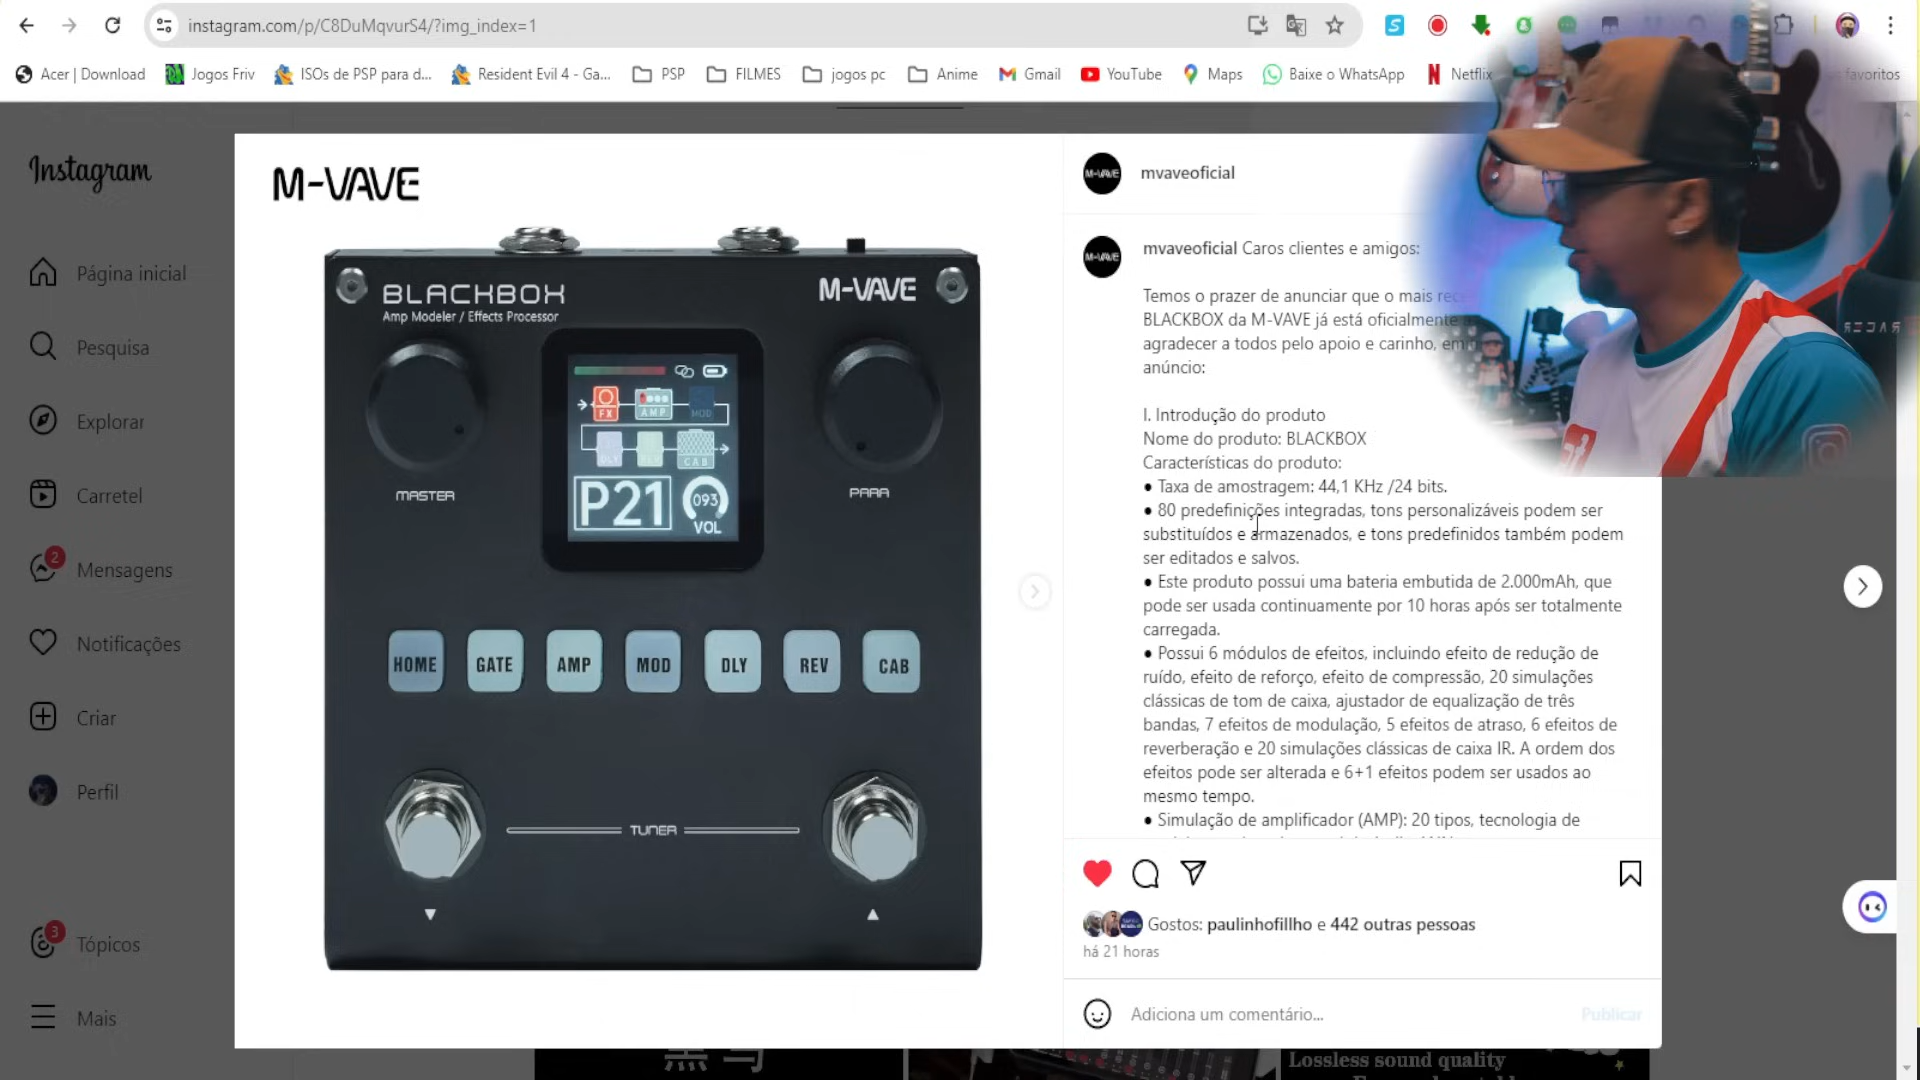 instagram.com/p/C8DuMqvurS4/?img_index=1
Acer | Download
Jogos Friv
ISOs de PSP para d...
Resident Evil 4 - Ga...
PSP
FILMES
jogos pc
Anime
Gmail
YouTube
Maps
Baixe o WhatsApp
Netflix
favoritos
Instagram
Página inicial
Pesquisa
Explorar
Carretel
2
Mensagens
Notificações
Criar
Perfil
3
Tópicos
Mais
M-VAVE
BLACKBOX
Amp Modeler / Effects Processor
M-VAVE
MASTER
PARA
FX
AMP
MOD
CAB
P21
093
VOL
HOME
GATE
AMP
MOD
DLY
REV
CAB
TUNER
M-VAVE
mvaveoficial
M-VAVE
mvaveoficial Caros clientes e amigos:
Temos o prazer de anunciar que o mais
BLACKBOX da M-VAVE já está oficialmente
agradecer a todos pelo apoio e carinho,
anúncio:
I. Introdução do produto
Nome do produto: BLACKBOX
Características do produto:
● Taxa de amostragem: 44,1 KHz /24 bits.
● 80 predefinições integradas, tons personalizáveis podem ser
substituídos e armazenados, e tons predefinidos também podem
ser editados e salvos.
● Este produto possui uma bateria embutida de 2.000mAh, que
pode ser usada continuamente por 10 horas após ser totalmente
carregada.
● Possui 6 módulos de efeitos, incluindo efeito de redução de
ruído, efeito de reforço, efeito de compressão, 20 simulações
clássicas de tom de caixa, ajustador de equalização de três
bandas, 7 efeitos de modulação, 5 efeitos de atraso, 6 efeitos de
reverberação e 20 simulações clássicas de caixa IR. A ordem dos
efeitos pode ser alterada e 6+1 efeitos podem ser usados ao
mesmo tempo.
● Simulação de amplificador (AMP): 20 tipos, tecnologia de
Gostos: paulinhofillho e 442 outras pessoas
há 21 horas
Adiciona um comentário...
Publicar
Lossless sound quality